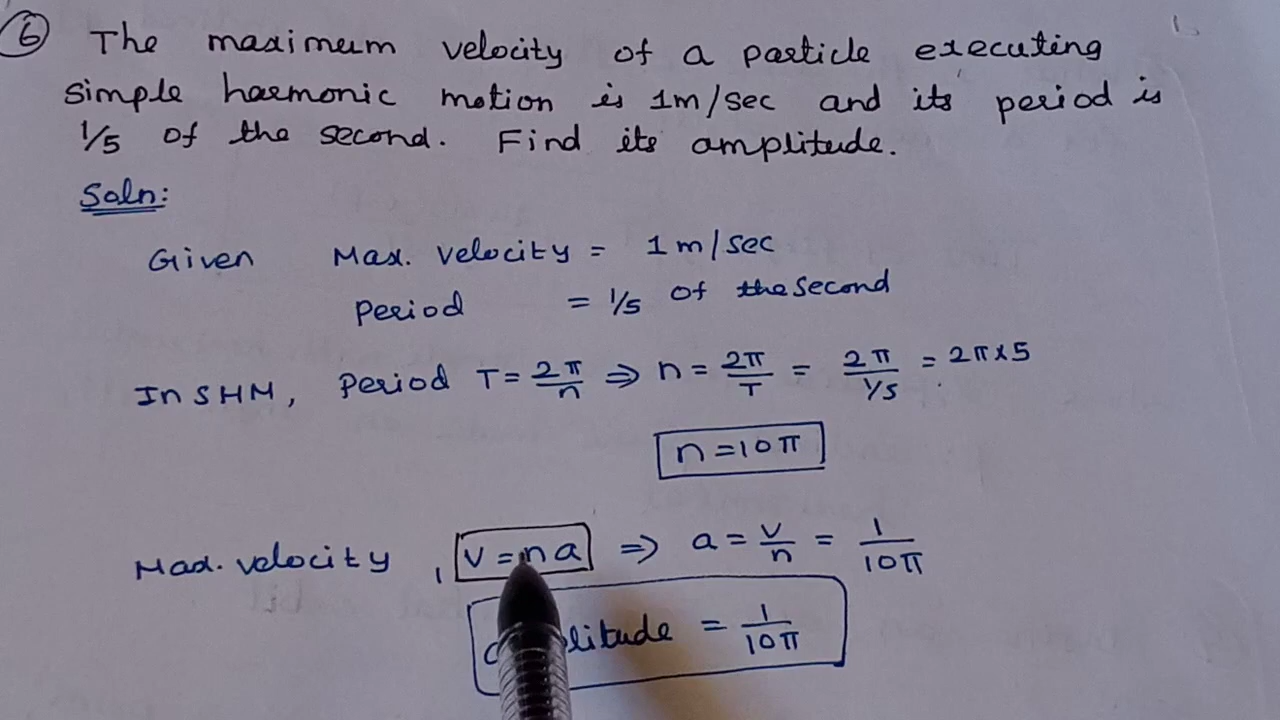 6 The maximum velocity of a particle executing
simple harmonic motion is 1m/sec and its period is
1/5 of the second. Find its amplitude.
Soln:
Given Max. velocity = 1m/sec
Period = 1/5 of the second
In SHM, Period T = 2π/n ⇒ n = 2π/T = 2π/(1/5) = 2π×5
n = 10π
Max. velocity, v = na ⇒ a = v/n = 1/10π
= 1/10π